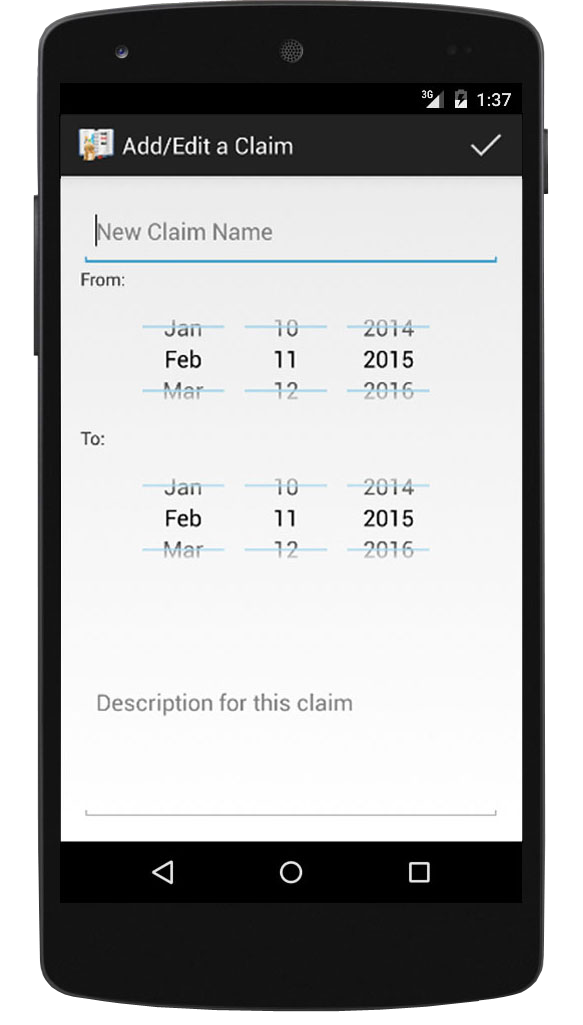 3G 1:37
Add/Edit a Claim
New Claim Name
From:
Jan 10 2014
Feb 11 2015
Mar 12 2016
To:
Jan 10 2014
Feb 11 2015
Mar 12 2016
Description for this claim